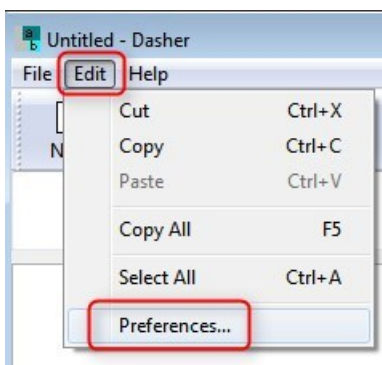 Untitled - Dasher
File Edit Help
Cut Ctrl+X
Copy Ctrl+C
Paste Ctrl+V
Copy All F5
Select All Ctrl+A
Preferences...